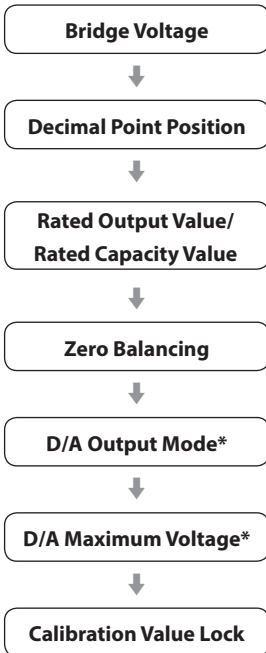 Bridge Voltage
Decimal Point Position
Rated Output Value/
Rated Capacity Value
Zero Balancing
D/A Output Mode*
D/A Maximum Voltage*
Calibration Value Lock